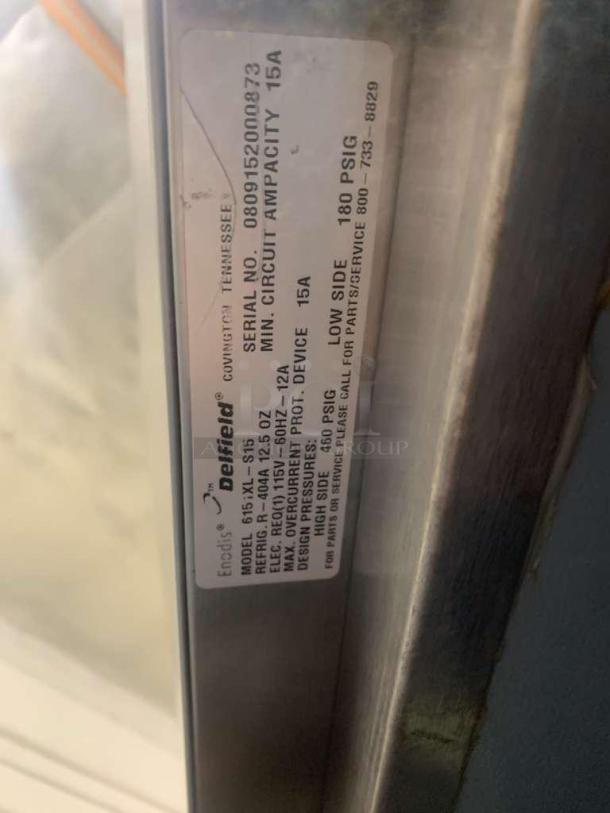 Enodis® Delfield® COVINGTON TENNESSEE
MODEL 615¡XL-S15 SERIAL NO. 0809152000873
REFRIG. R-404A 12.5 OZ MIN. CIRCUIT AMPACITY 15A
ELEC. REQ(1) 115V-60HZ-12A
MAX. OVERCURRENT PROT. DEVICE 15A
DESIGN PRESSURES:
HIGH SIDE 450 PSIG LOW SIDE 180 PSIG
FOR PARTS OR SERVICE PLEASE CALL FOR PARTS/SERVICE 800-733-8829
GROUP